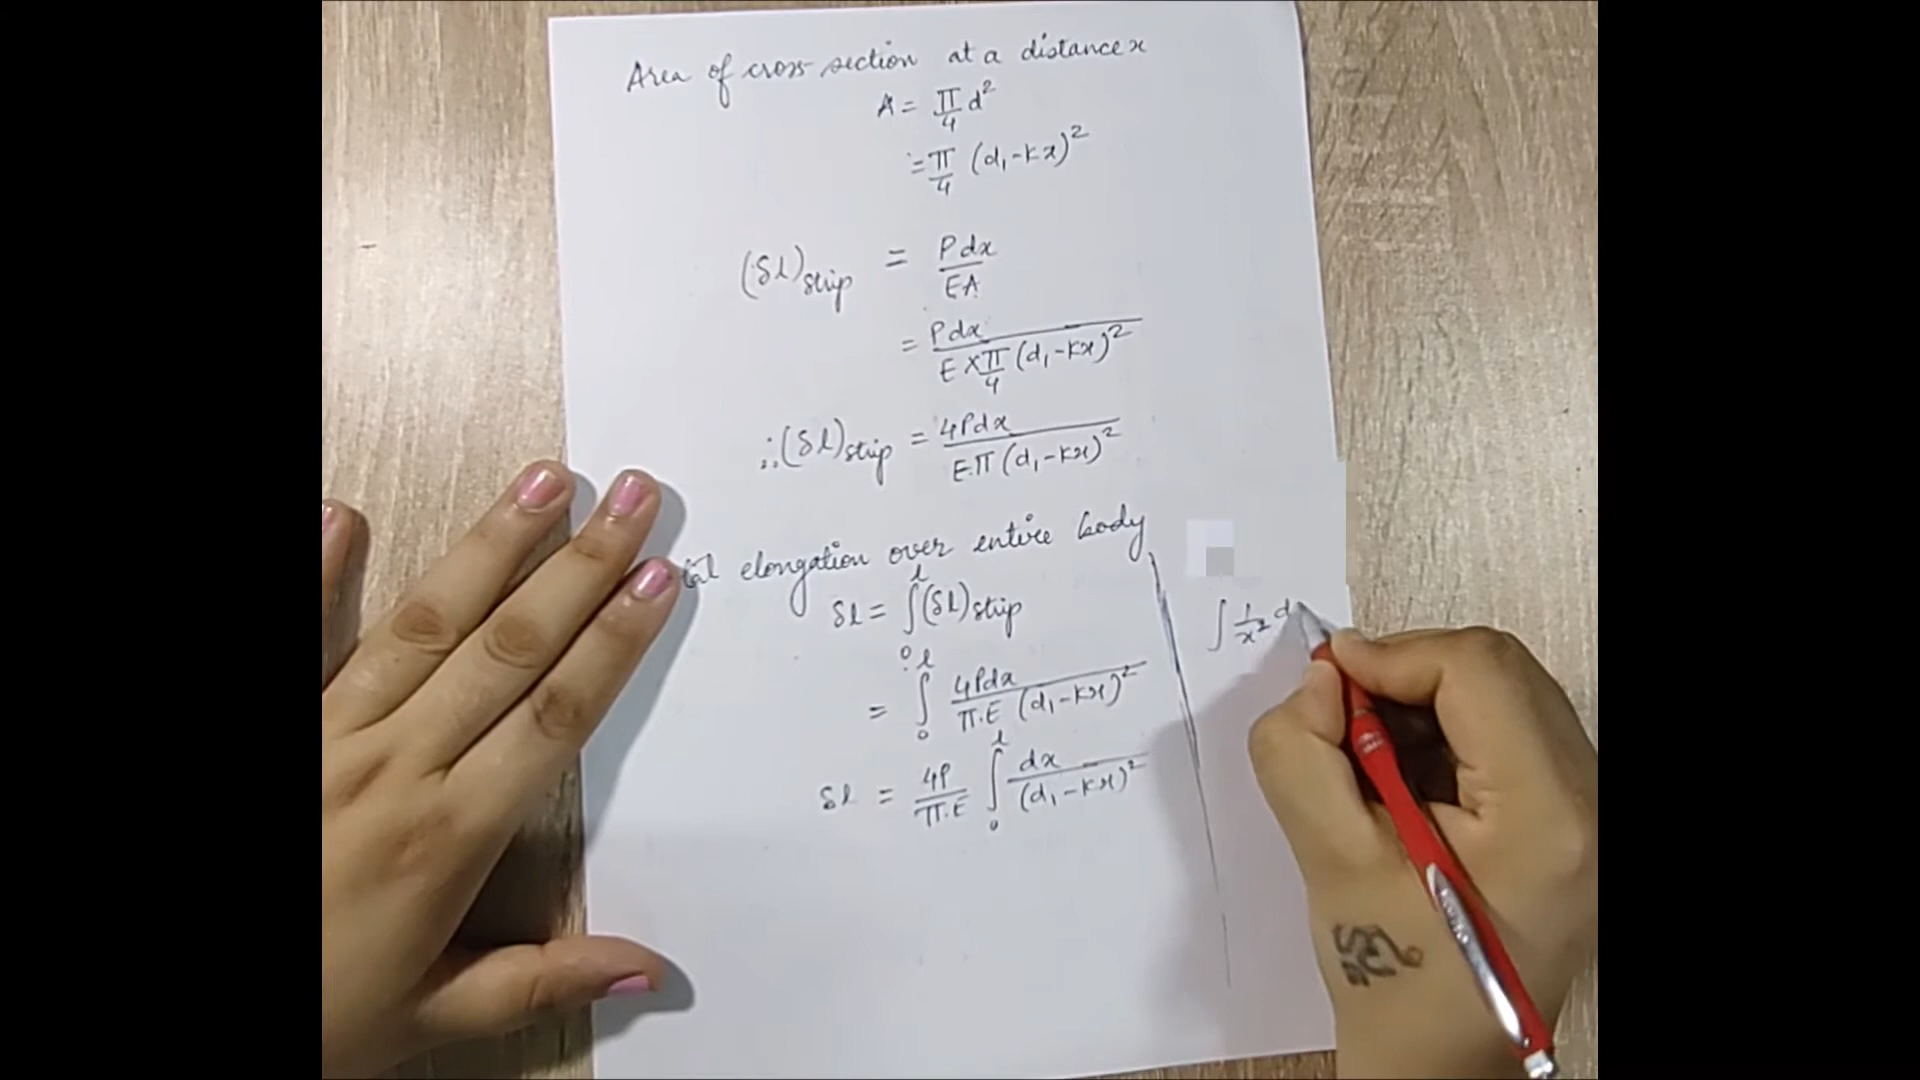 Area of cross-section at a distance x
A = π/4 d²
= π/4 (d₁-kx)²
(δl)strip = Pdx/EA
= Pdx/E×π/4(d₁-kx)²
∴(δl)strip = 4Pdx/E.π(d₁-kx)²
tal elongation over entire body
δl = ∫₀ˡ(δl)strip
= ∫₀ˡ 4Pdx/π.E (d₁-kx)²
δl = 4P/π.E ∫₀ˡ dx/(d₁-kx)²
∫ 1/x² d